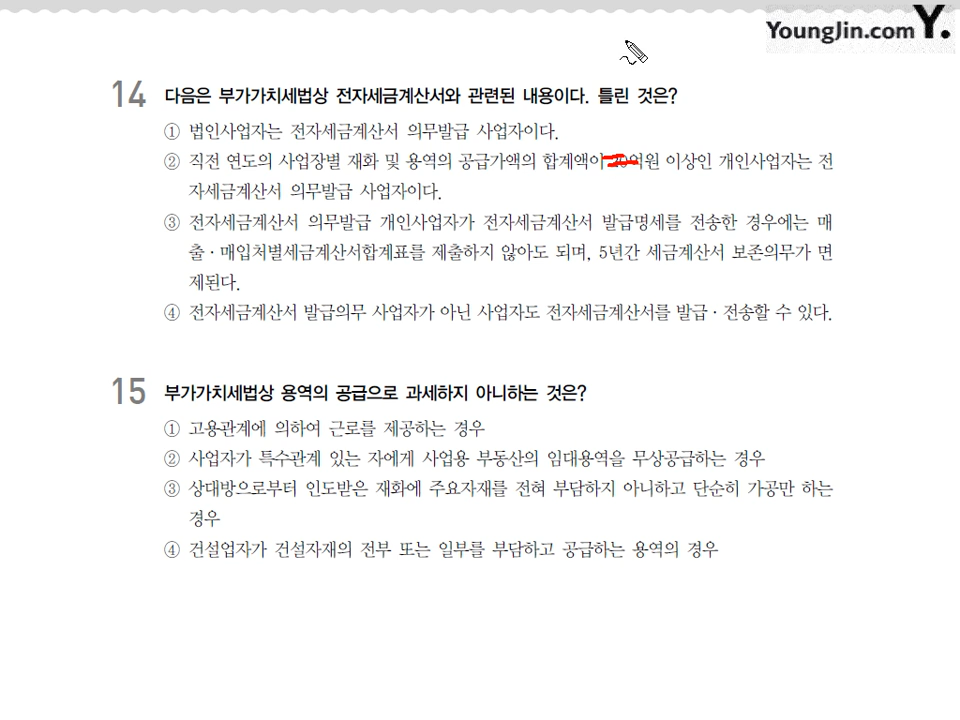 YoungJin.com Y.
14 다음은 부가가치세법상 전자세금계산서와 관련된 내용이다. 틀린 것은?
① 법인사업자는 전자세금계산서 의무발급 사업자이다.
② 직전 연도의 사업장별 재화 및 용역의 공급가액의 합계액이 억원 이상인 개인사업자는 전
자세금계산서 의무발급 사업자이다.
③ 전자세금계산서 의무발급 개인사업자가 전자세금계산서 발급명세를 전송한 경우에는 매
출·매입처별세금계산서합계표를 제출하지 않아도 되며, 5년간 세금계산서 보존의무가 면
제된다.
④ 전자세금계산서 발급의무 사업자가 아닌 사업자도 전자세금계산서를 발급·전송할 수 있다.
15 부가가치세법상 용역의 공급으로 과세하지 아니하는 것은?
① 고용관계에 의하여 근로를 제공하는 경우
② 사업자가 특수관계 있는 자에게 사업용 부동산의 임대용역을 무상공급하는 경우
③ 상대방으로부터 인도받은 재화에 주요자재를 전혀 부담하지 아니하고 단순히 가공만 하는
경우
④ 건설업자가 건설자재의 전부 또는 일부를 부담하고 공급하는 용역의 경우